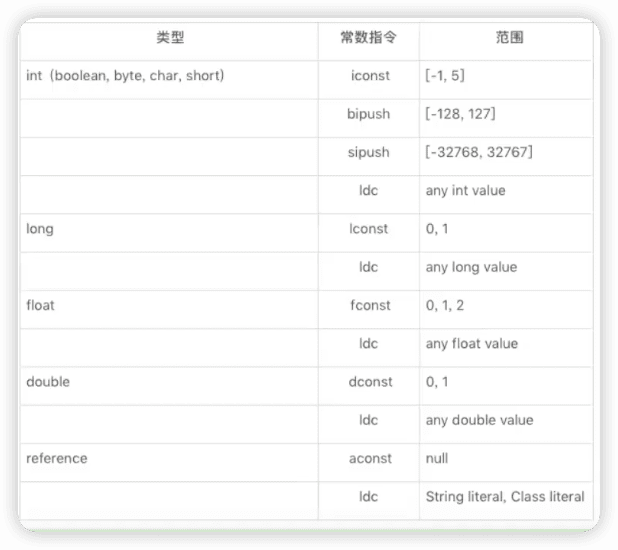 类型 常数指令 范围
int (boolean, byte, char, short) iconst [-1, 5]
bipush [-128, 127]
sipush [-32768, 32767]
ldc any int value
long lconst 0, 1
ldc any long value
float fconst 0, 1, 2
ldc any float value
double dconst 0, 1
ldc any double value
reference aconst null
ldc String literal, Class literal